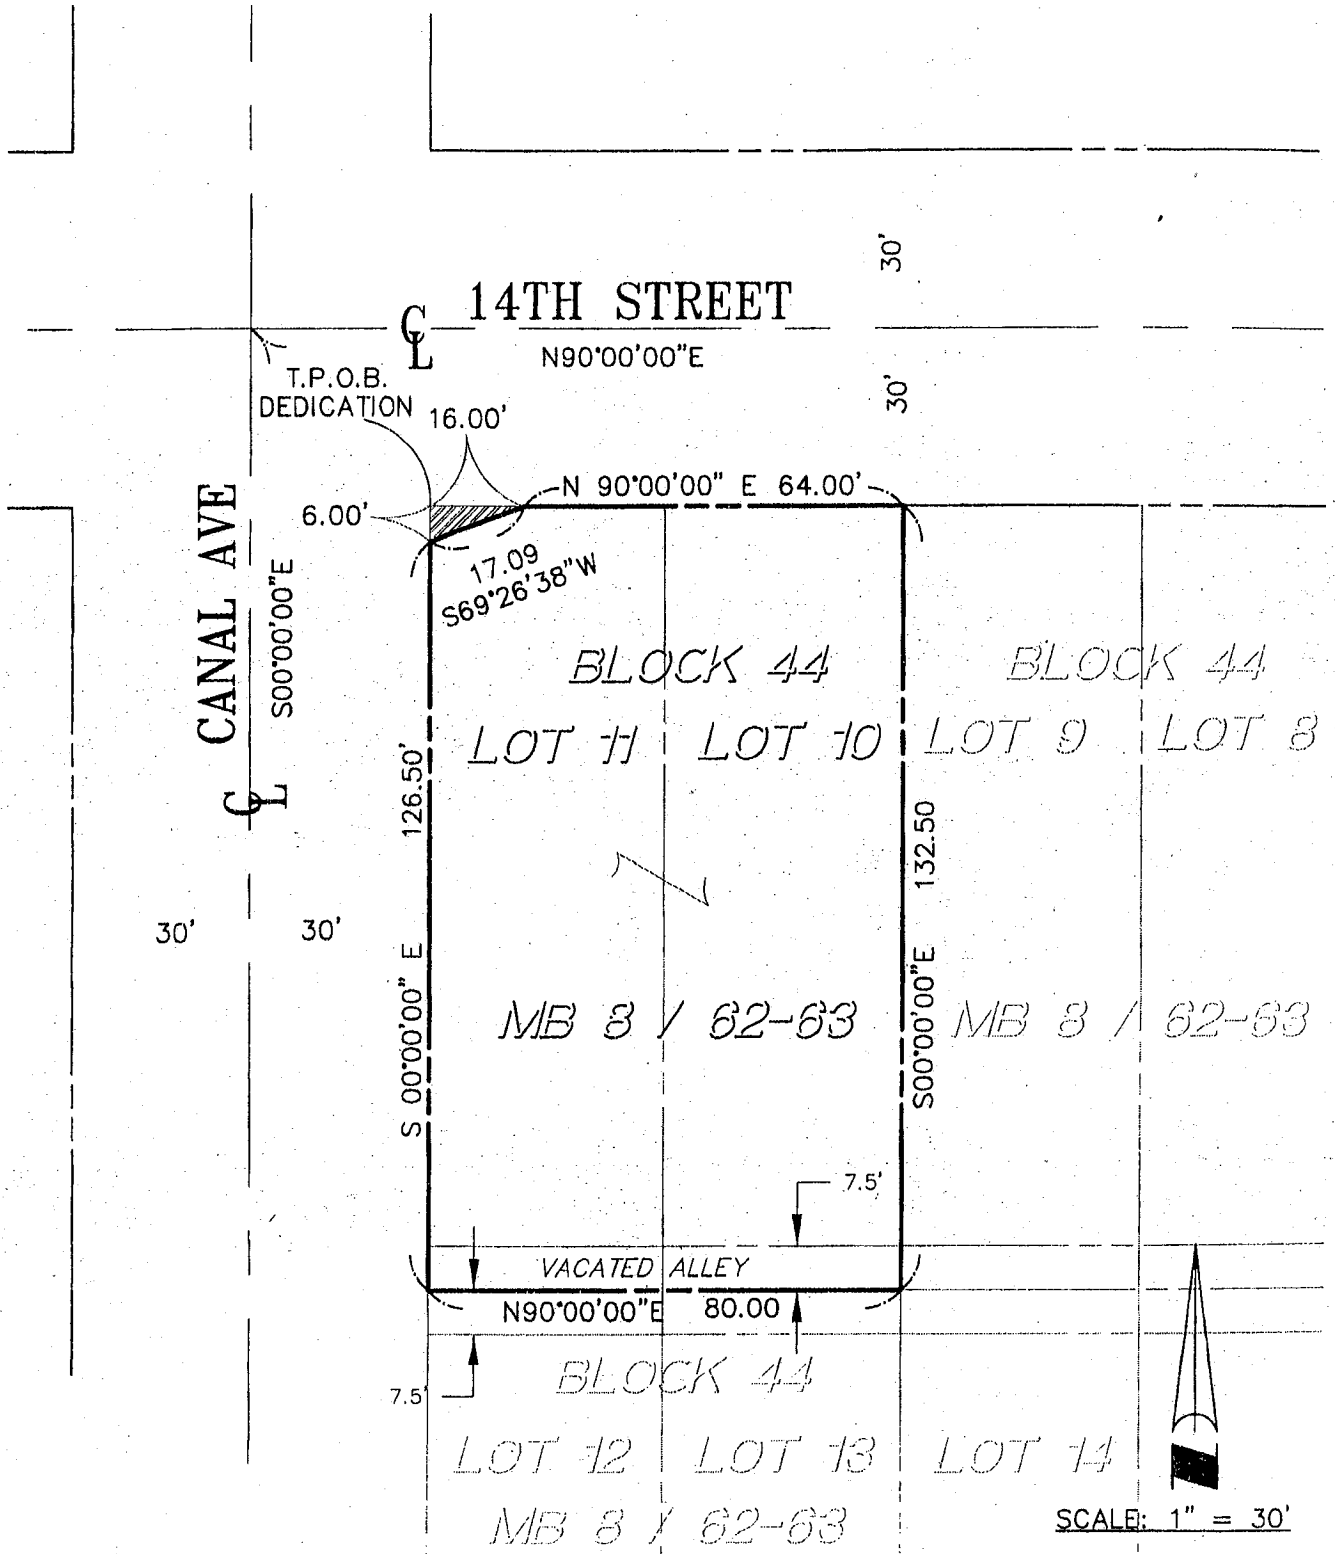 30'
14TH STREET
CL
N90°00'00"E
30'
T.P.O.B.
DEDICATION
16.00'
N 90°00'00" E 64.00'
6.00'
17.09
S69°26'38"W
CANAL AVE
S00°00'00"E
CL
BLOCK 44
BLOCK 44
LOT 11
LOT 10
LOT 9
LOT 8
126.50'
S 00°00'00" E
132.50
S00°00'00"E
30'
30'
MB 8 / 62-63
MB 8 / 62-63
7.5'
VACATED ALLEY
N90°00'00"E 80.00
7.5'
BLOCK 44
LOT 12
LOT 13
LOT 14
MB 8 / 62-63
SCALE: 1" = 30'